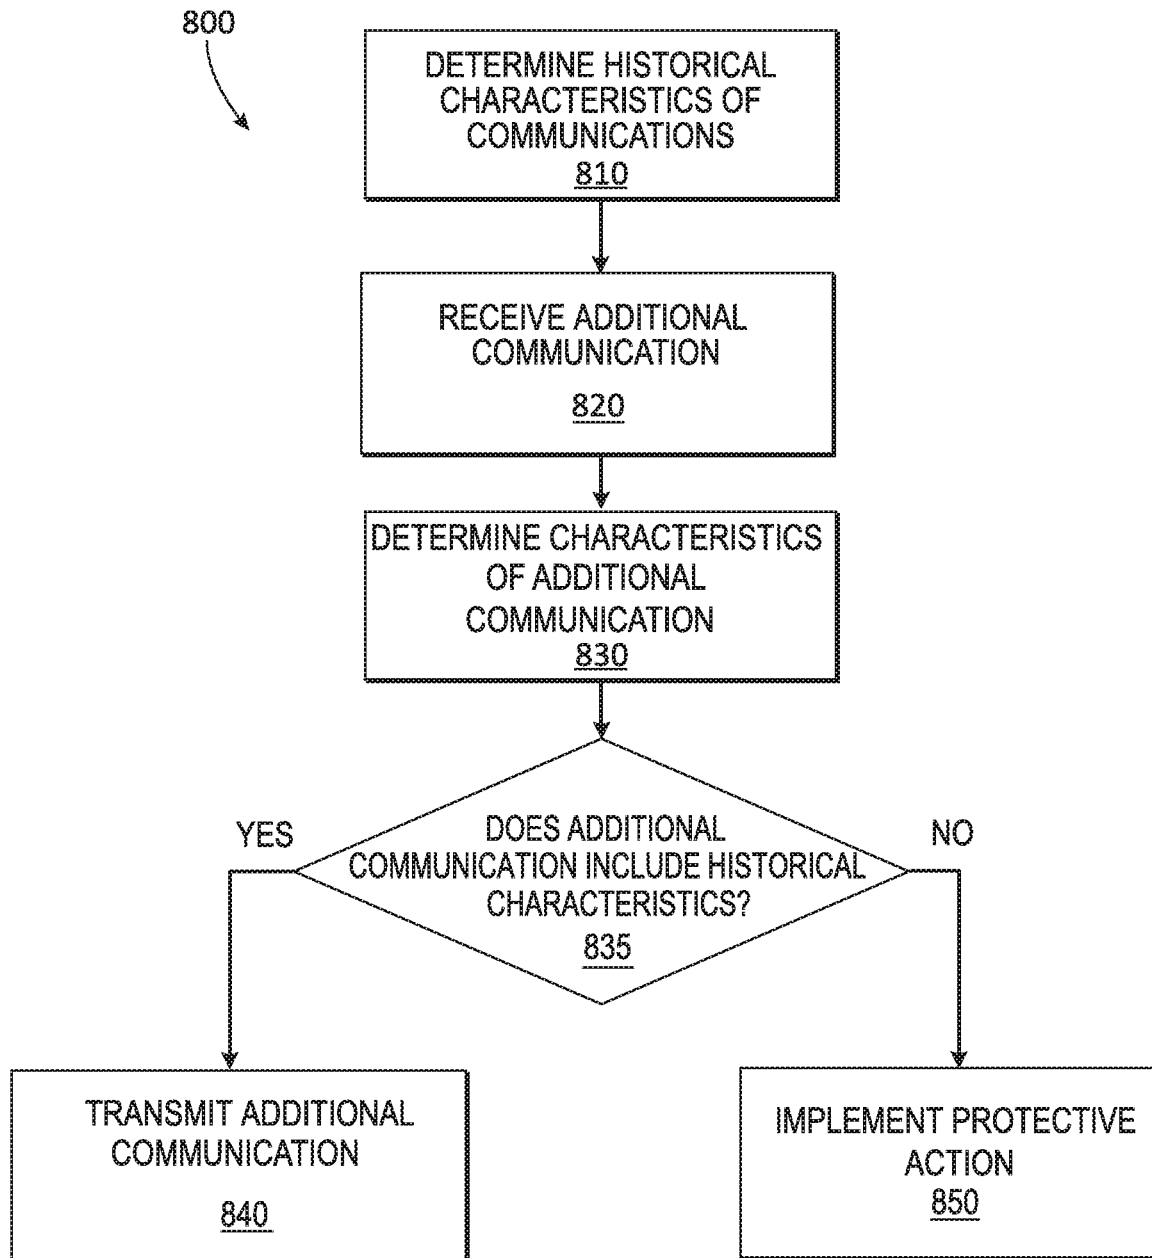 800
DETERMINE HISTORICAL
CHARACTERISTICS OF
COMMUNICATIONS
810
RECEIVE ADDITIONAL
COMMUNICATION
820
DETERMINE CHARACTERISTICS
OF ADDITIONAL
COMMUNICATION
830
YES
NO
DOES ADDITIONAL
COMMUNICATION INCLUDE HISTORICAL
CHARACTERISTICS?
835
TRANSMIT ADDITIONAL
COMMUNICATION
840
IMPLEMENT PROTECTIVE
ACTION
850